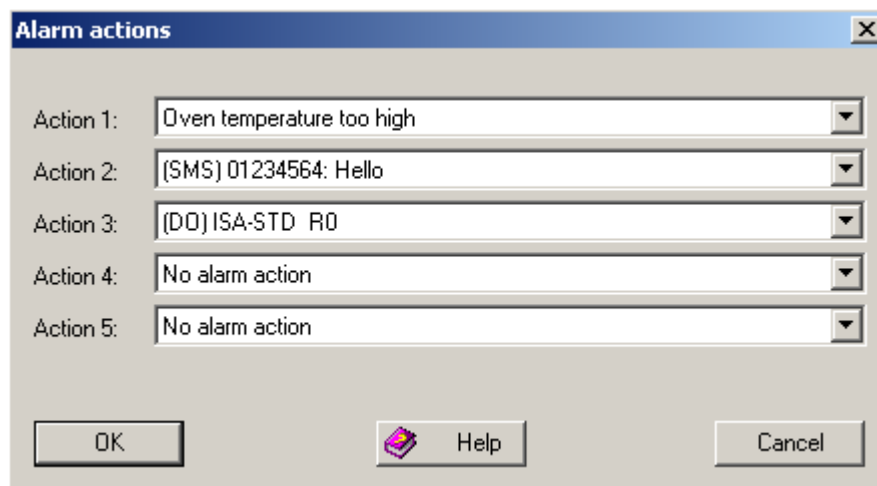 Alarm actions
Action 1: Oven temperature too high
Action 2: (SMS) 01234564: Hello
Action 3: (DO) ISA-STD  R0
Action 4: No alarm action
Action 5: No alarm action
OK Help Cancel